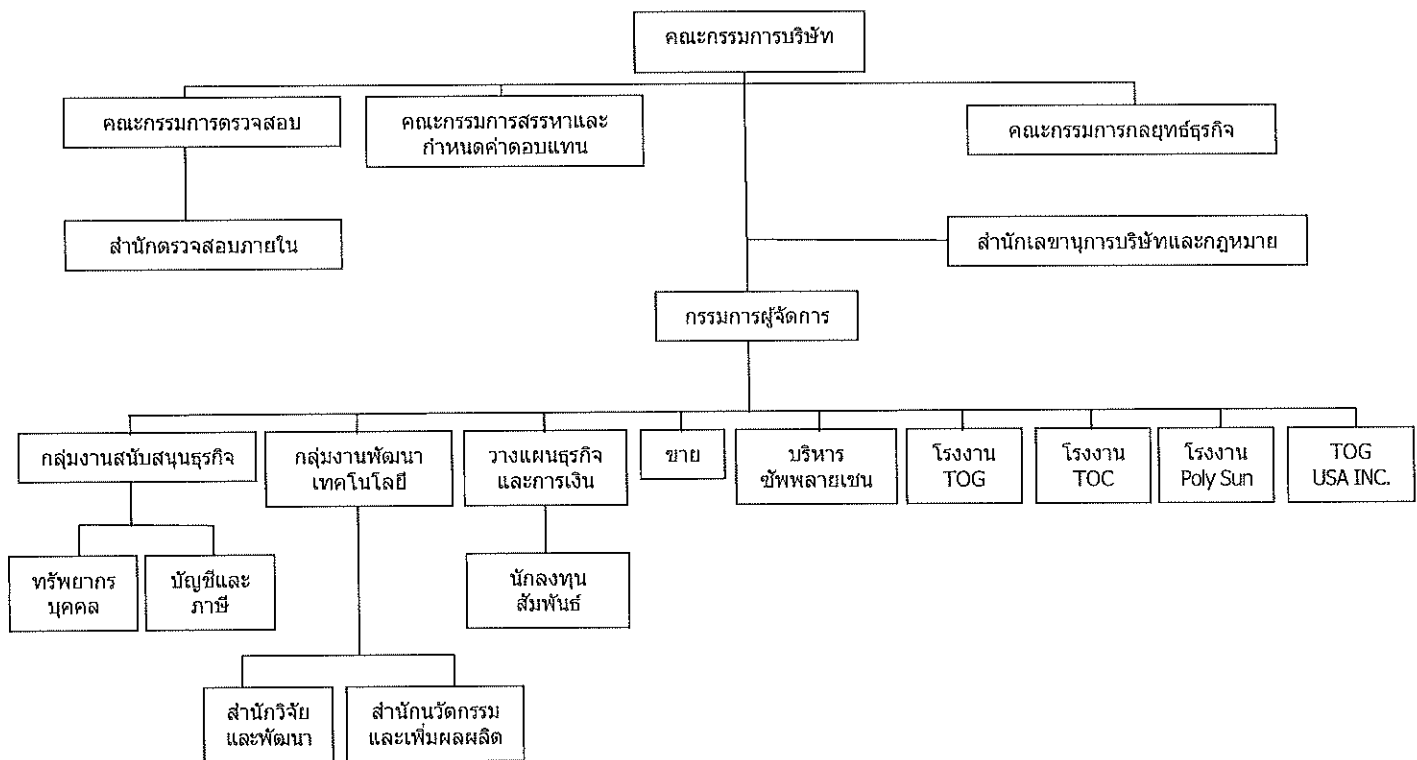 คณะกรรมการบริษัท
คณะกรรมการตรวจสอบ
คณะกรรมการสรรหาและ
กำหนดค่าตอบแทน
คณะกรรมการกลยุทธ์ธุรกิจ
สำนักตรวจสอบภายใน
สำนักเลขานุการบริษัทและกฎหมาย
กรรมการผู้จัดการ
กลุ่มงานสนับสนุนธุรกิจ
กลุ่มงานพัฒนา
เทคโนโลยี
วางแผนธุรกิจ
และการเงิน
ขาย
บริหาร
ซัพพลายเชน
โรงงาน
TOG
โรงงาน
TOC
โรงงาน
Poly Sun
TOG
USA INC.
ทรัพยากร
บุคคล
บัญชีและ
ภาษี
นักลงทุน
สัมพันธ์
สำนักวิจัย
และพัฒนา
สำนักนวัตกรรม
และเพิ่มผลผลิต